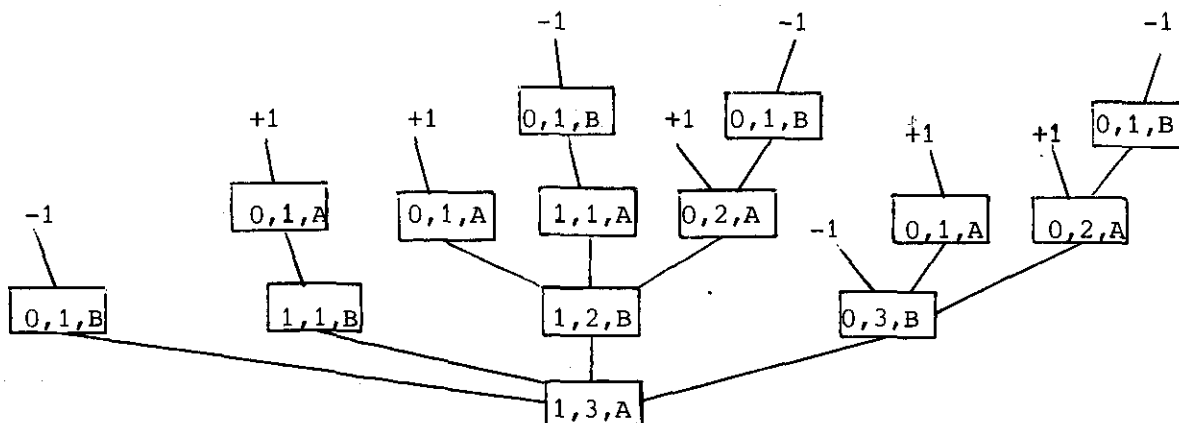 -1 -1 -1
0,1,B 0,1,B 0,1,B
+1 +1 +1 +1 +1
0,1,A 0,1,A 1,1,A 0,2,A 0,1,A 0,2,A
-1 -1
0,1,B 1,1,B 1,2,B 0,3,B
1,3,A